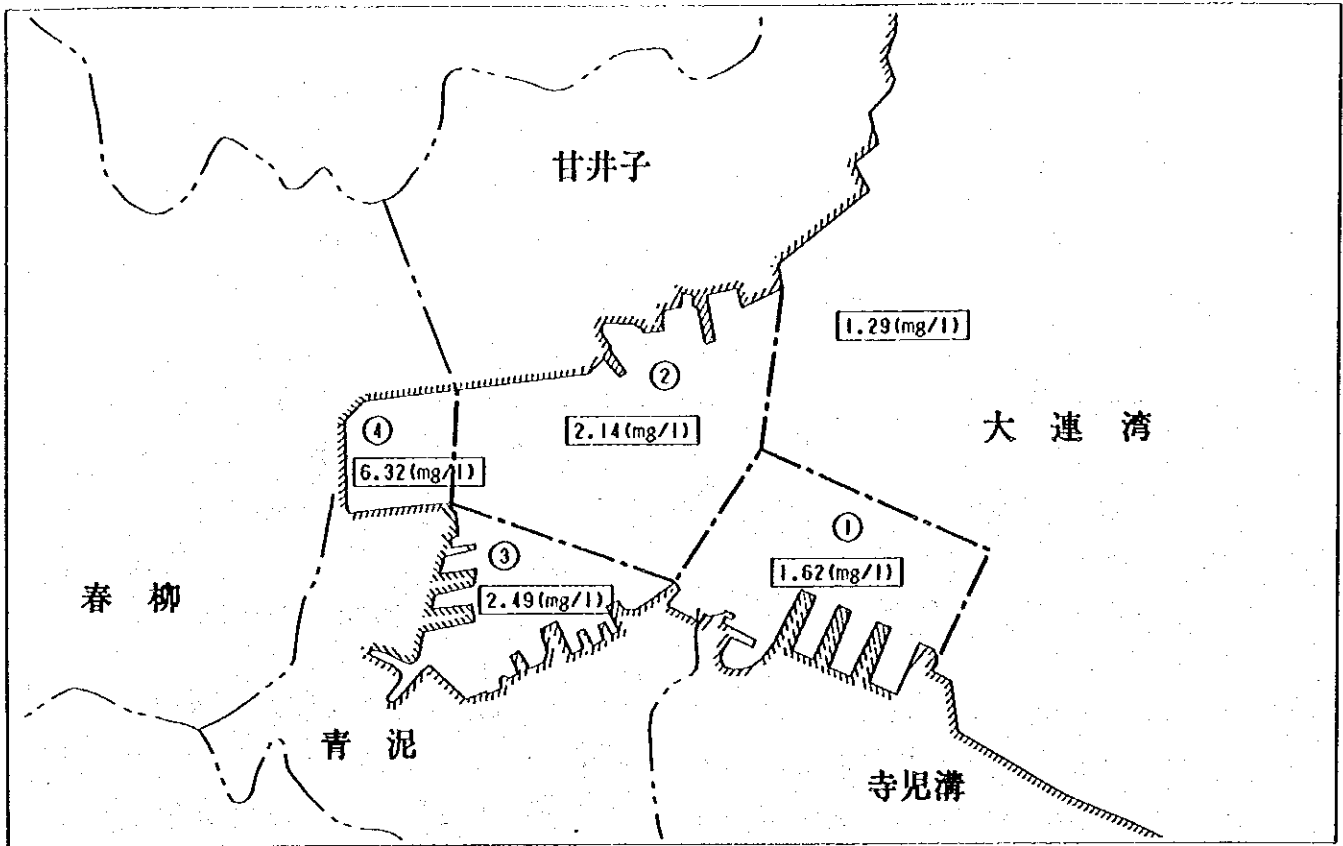 甘井子
1.29(mg/l)
②
大連湾
2.14(mg/l)
④
6.32(mg/l)
①
③
1.62(mg/l)
春柳
2.49(mg/l)
青泥
寺児溝